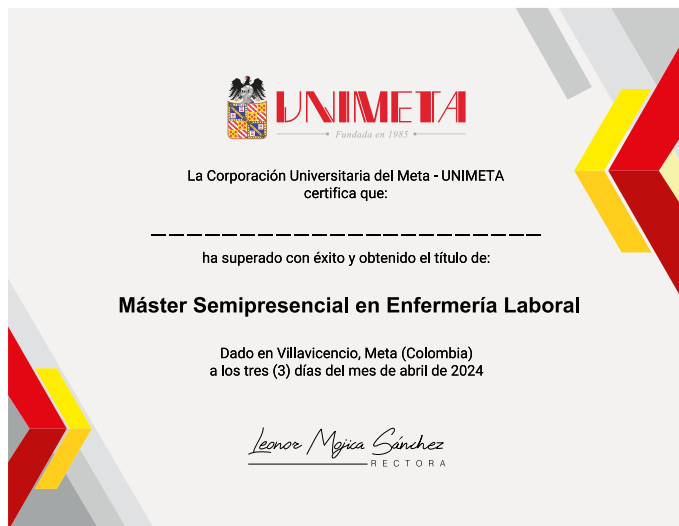 UNIMETA
Fundada en 1985
La Corporación Universitaria del Meta - UNIMETA
certifica que:
ha superado con éxito y obtenido el título de:
Máster Semipresencial en Enfermería Laboral
Dado en Villavicencio, Meta (Colombia)
a los tres (3) días del mes de abril de 2024
Leonor Mojica Sánchez
RECTORA